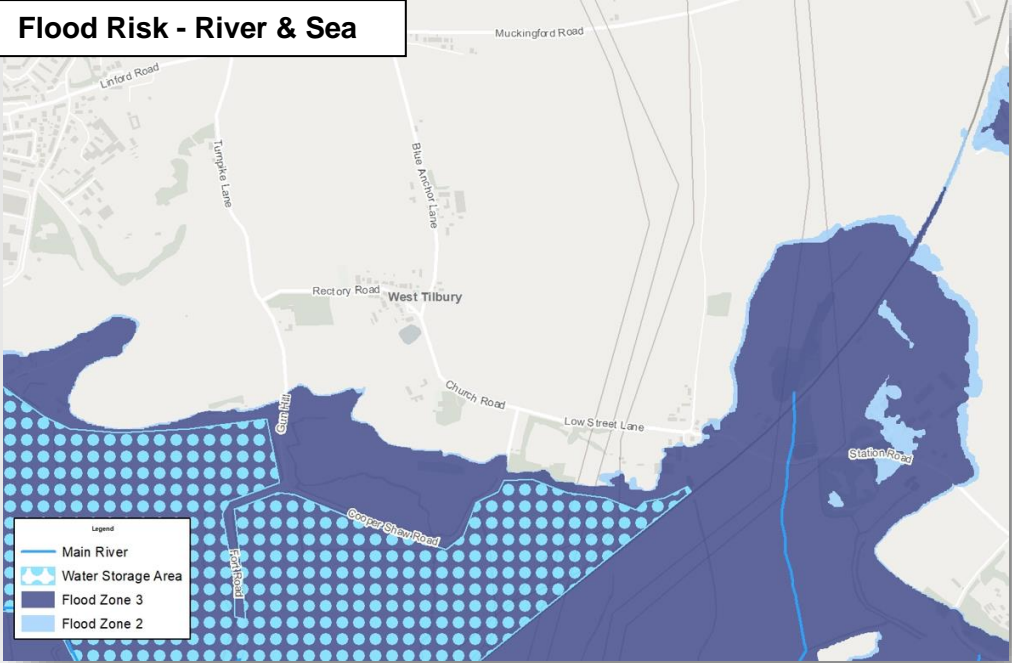 Flood Risk - River & Sea
Muckingford Road
Linford Road
Turnpike Lane
Blue Anchor Lane
Rectory Road
West Tilbury
Church Road
Gun Hill
Low Street Lane
Station Road
Cooper Shaw Road
Fort Road
Legend
Main River
Water Storage Area
Flood Zone 3
Flood Zone 2